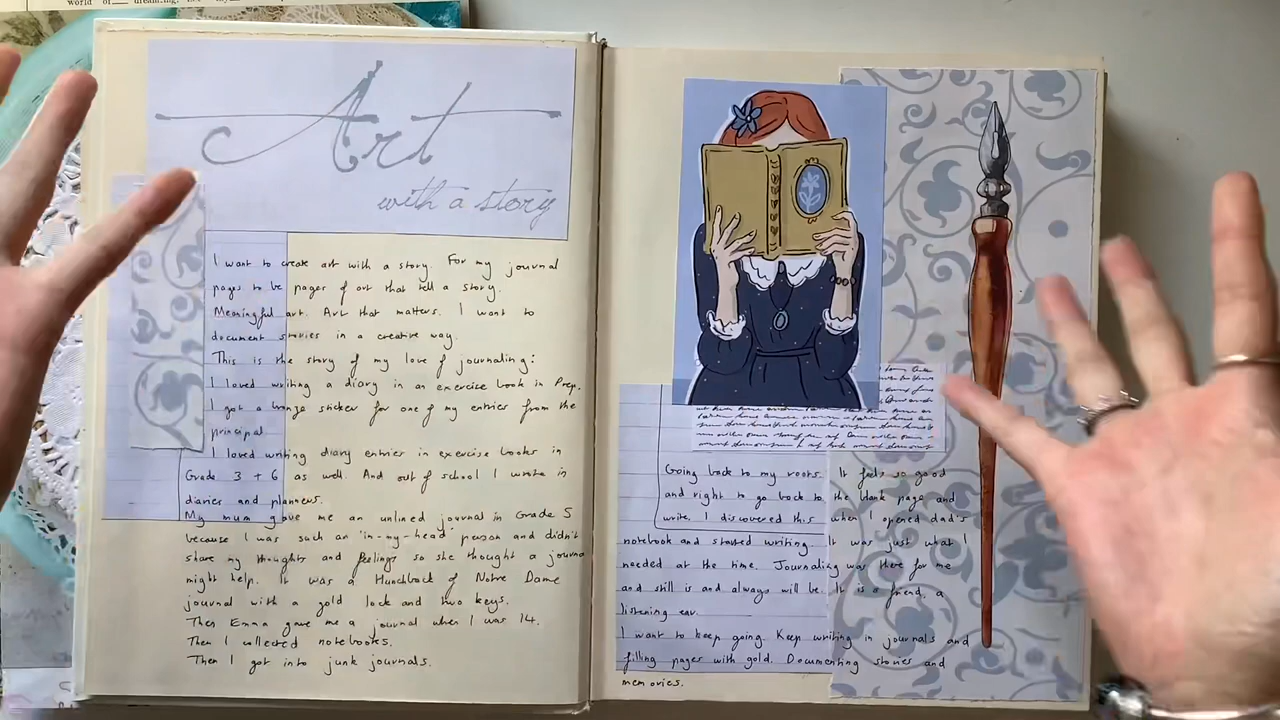 world of dreaming.
Art
with a story
I want to create art with a story. For my journal
pages to be pages of art that tell a story.
Meaningful art. Art that matters. I want to
document stories in a creative way.
This is the story of my love of journaling:
I loved writing a diary in an exercise book in Prep.
I got a sticker for one of my entries from the
principal.
I loved writing diary entries in exercise books in
Grade 3 + 6 as well. And out of school I wrote in
diaries and planners.
My mum gave me an unlined journal in Grade 5
because I was such an 'in-my-head' person and didn't
share my thoughts and feelings so she thought a journal
might help. It was a Hunchback of Notre Dame
journal with a gold lock and two keys.
Then Emma gave me a journal when I was 14.
Then I collected notebooks.
Then I got into junk journals.
Going back to my roots. It feels so good
and right to go back to the blank page and
write. I discovered this when I opened dad's
notebook and started writing. It was just what I
needed at the time. Journaling was there for me
and still is and always will be. It is a friend, a
listening ear.
I want to keep going. Keep writing in journals and
filling pages with gold. Documenting stories and
memories.